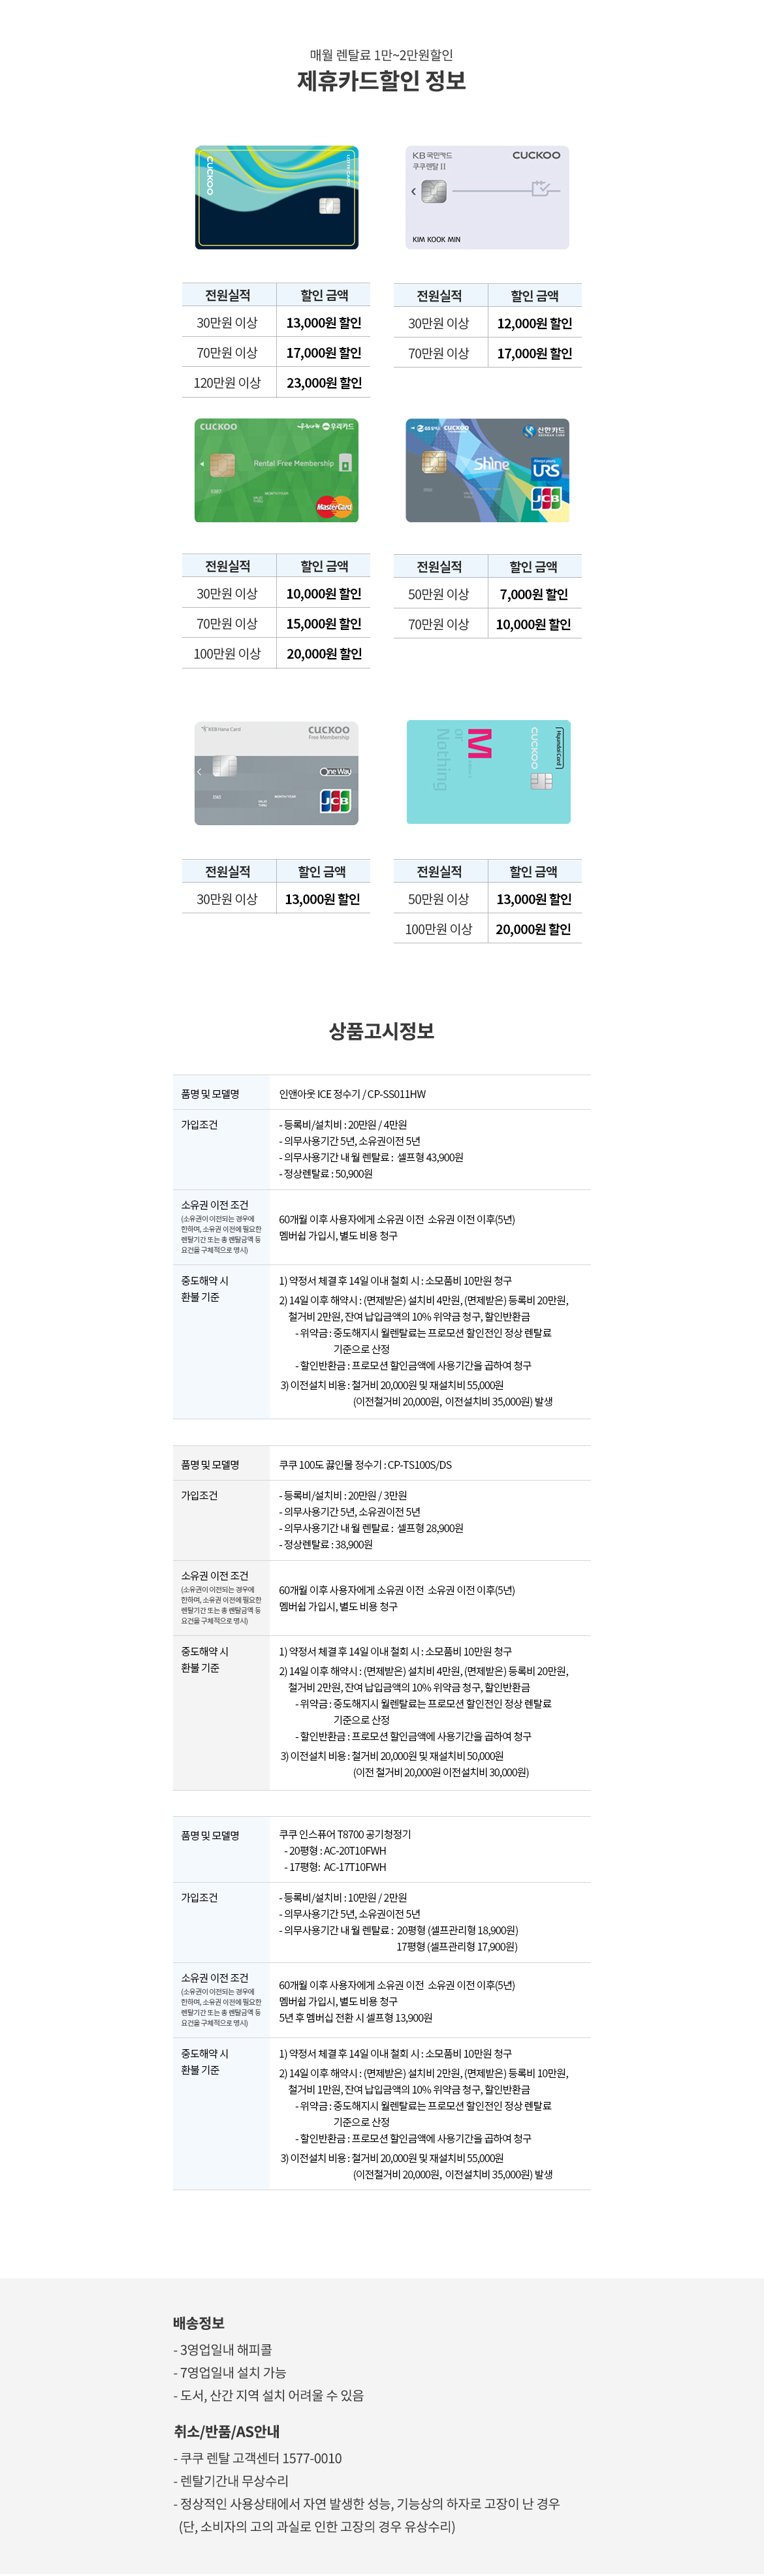 매월 렌탈료 1만~2만원할인
제휴카드할인 정보
CUCKOO
KB 국민카드
CUCKOO
쿠쿠렌탈 II
KIM KOOK MIN
전원실적 할인 금액
30만원 이상 13,000원 할인
70만원 이상 17,000원 할인
120만원 이상 23,000원 할인
전원실적 할인 금액
30만원 이상 12,000원 할인
70만원 이상 17,000원 할인
CUCKOO
우리카드
Rental Free Membership
MONTH/YEAR
MasterCard
CUCKOO
신한카드
Shine
URS
JCB
전원실적 할인 금액
30만원 이상 10,000원 할인
70만원 이상 15,000원 할인
100만원 이상 20,000원 할인
전원실적 할인 금액
50만원 이상 7,000원 할인
70만원 이상 10,000원 할인
KEB Hana Card
CUCKOO
Free Membership
One Way
MONTH/YEAR
JCB
M
or
Nothing
CUCKOO
Hyundai Card
전원실적 할인 금액
30만원 이상 13,000원 할인
전원실적 할인 금액
50만원 이상 13,000원 할인
100만원 이상 20,000원 할인
상품고시정보
품명 및 모델명 인앤아웃 ICE 정수기 / CP-SS011HW
가입조건
- 등록비/설치비 : 20만원 / 4만원
- 의무사용기간 5년, 소유권이전 5년
- 의무사용기간 내 월 렌탈료 : 셀프형 43,900원
- 정상렌탈료 : 50,900원
소유권 이전 조건
(소유권이 이전되는 경우에
한하며, 소유권 이전에 필요한
렌탈기간 또는 총 렌탈금액 등
요건을 구체적으로 명시)
60개월 이후 사용자에게 소유권 이전 소유권 이전 이후(5년)
멤버쉽 가입시, 별도 비용 청구
중도해약 시
환불 기준
1) 약정서 체결 후 14일 이내 철회 시 : 소모품비 10만원 청구
2) 14일 이후 해약시 : (면제받은) 설치비 4만원, (면제받은) 등록비 20만원,
철거비 2만원, 잔여 납입금액의 10% 위약금 청구, 할인반환금
- 위약금 : 중도해지시 월렌탈료는 프로모션 할인전인 정상 렌탈료
기준으로 산정
- 할인반환금 : 프로모션 할인금액에 사용기간을 곱하여 청구
3) 이전설치 비용 : 철거비 20,000원 및 재설치비 55,000원
(이전철거비 20,000원, 이전설치비 35,000원) 발생
품명 및 모델명 쿠쿠 100도 끓인물 정수기 : CP-TS100S/DS
가입조건
- 등록비/설치비 : 20만원 / 3만원
- 의무사용기간 5년, 소유권이전 5년
- 의무사용기간 내 월 렌탈료 : 셀프형 28,900원
- 정상렌탈료 : 38,900원
소유권 이전 조건
(소유권이 이전되는 경우에
한하며, 소유권 이전에 필요한
렌탈기간 또는 총 렌탈금액 등
요건을 구체적으로 명시)
60개월 이후 사용자에게 소유권 이전 소유권 이전 이후(5년)
멤버쉽 가입시, 별도 비용 청구
중도해약 시
환불 기준
1) 약정서 체결 후 14일 이내 철회 시 : 소모품비 10만원 청구
2) 14일 이후 해약시 : (면제받은) 설치비 4만원, (면제받은) 등록비 20만원,
철거비 2만원, 잔여 납입금액의 10% 위약금 청구, 할인반환금
- 위약금 : 중도해지시 월렌탈료는 프로모션 할인전인 정상 렌탈료
기준으로 산정
- 할인반환금 : 프로모션 할인금액에 사용기간을 곱하여 청구
3) 이전설치 비용 : 철거비 20,000원 및 재설치비 50,000원
(이전 철거비 20,000원 이전설치비 30,000원)
품명 및 모델명
쿠쿠 인스퓨어 T8700 공기청정기
- 20평형 : AC-20T10FWH
- 17평형: AC-17T10FWH
가입조건
- 등록비/설치비 : 10만원 / 2만원
- 의무사용기간 5년, 소유권이전 5년
- 의무사용기간 내 월 렌탈료 : 20평형 (셀프관리형 18,900원)
17평형 (셀프관리형 17,900원)
소유권 이전 조건
(소유권이 이전되는 경우에
한하며, 소유권 이전에 필요한
렌탈기간 또는 총 렌탈금액 등
요건을 구체적으로 명시)
60개월 이후 사용자에게 소유권 이전 소유권 이전 이후(5년)
멤버쉽 가입시, 별도 비용 청구
5년 후 멤버십 전환 시 셀프형 13,900원
중도해약 시
환불 기준
1) 약정서 체결 후 14일 이내 철회 시 : 소모품비 10만원 청구
2) 14일 이후 해약시 : (면제받은) 설치비 2만원, (면제받은) 등록비 10만원,
철거비 1만원, 잔여 납입금액의 10% 위약금 청구, 할인반환금
- 위약금 : 중도해지시 월렌탈료는 프로모션 할인전인 정상 렌탈료
기준으로 산정
- 할인반환금 : 프로모션 할인금액에 사용기간을 곱하여 청구
3) 이전설치 비용 : 철거비 20,000원 및 재설치비 55,000원
(이전철거비 20,000원, 이전설치비 35,000원) 발생
배송정보
- 3영업일내 해피콜
- 7영업일내 설치 가능
- 도서, 산간 지역 설치 어려울 수 있음
취소/반품/AS안내
- 쿠쿠 렌탈 고객센터 1577-0010
- 렌탈기간내 무상수리
- 정상적인 사용상태에서 자연 발생한 성능, 기능상의 하자로 고장이 난 경우
(단, 소비자의 고의 과실로 인한 고장의 경우 유상수리)